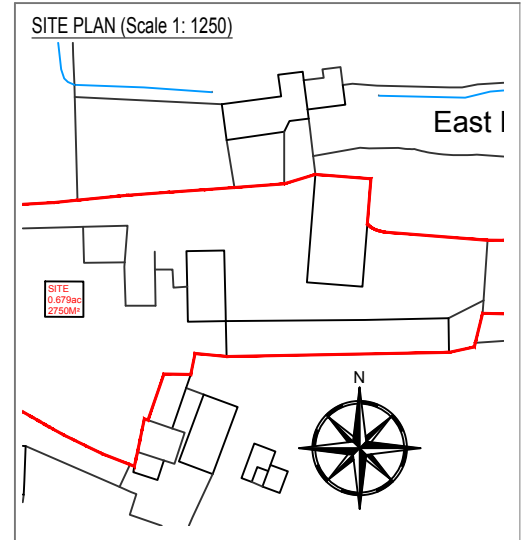 SITE PLAN (Scale 1: 1250)
East
SITE
0.679ac
2750M²
N